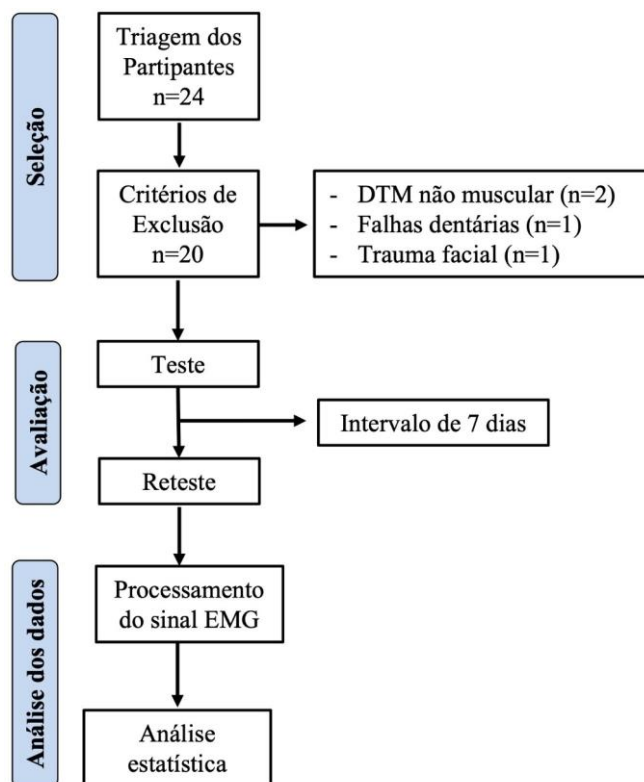 Seleção
Triagem dos
Partipantes
n=24
Critérios de
Exclusão
n=20
- DTM não muscular (n=2)
- Falhas dentárias (n=1)
- Trauma facial (n=1)
Avaliação
Teste
Intervalo de 7 dias
Reteste
Análise dos dados
Processamento
do sinal EMG
Análise
estatística